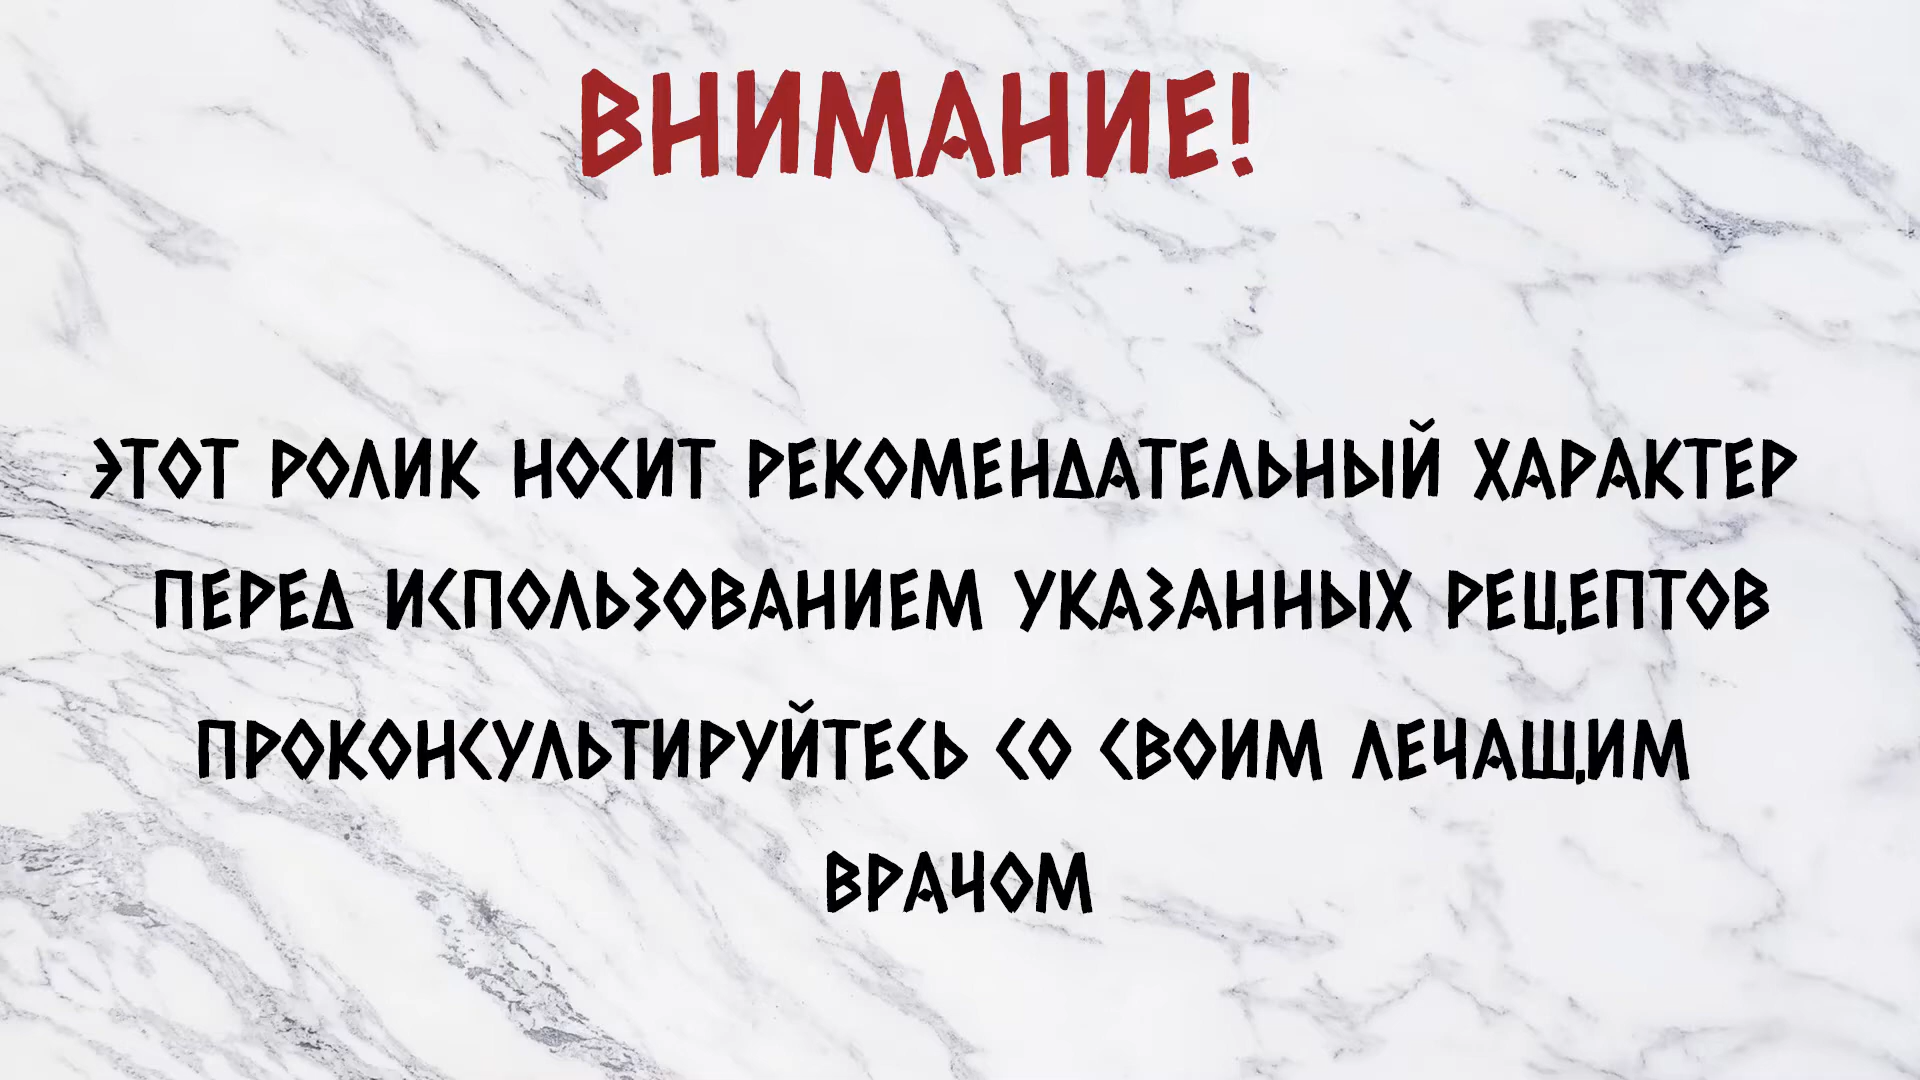 ВНИМАНИЕ!
ЭТОТ РОЛИК НОСИТ РЕКОМЕНДАТЕЛЬНЫЙ ХАРАКТЕР
ПЕРЕД ИСПОЛЬЗОВАНИЕМ УКАЗАННЫХ РЕЦЕПТОВ
ПРОКОНСУЛЬТИРУЙТЕСЬ СО СВОИМ ЛЕЧАЩИМ
ВРАЧОМ